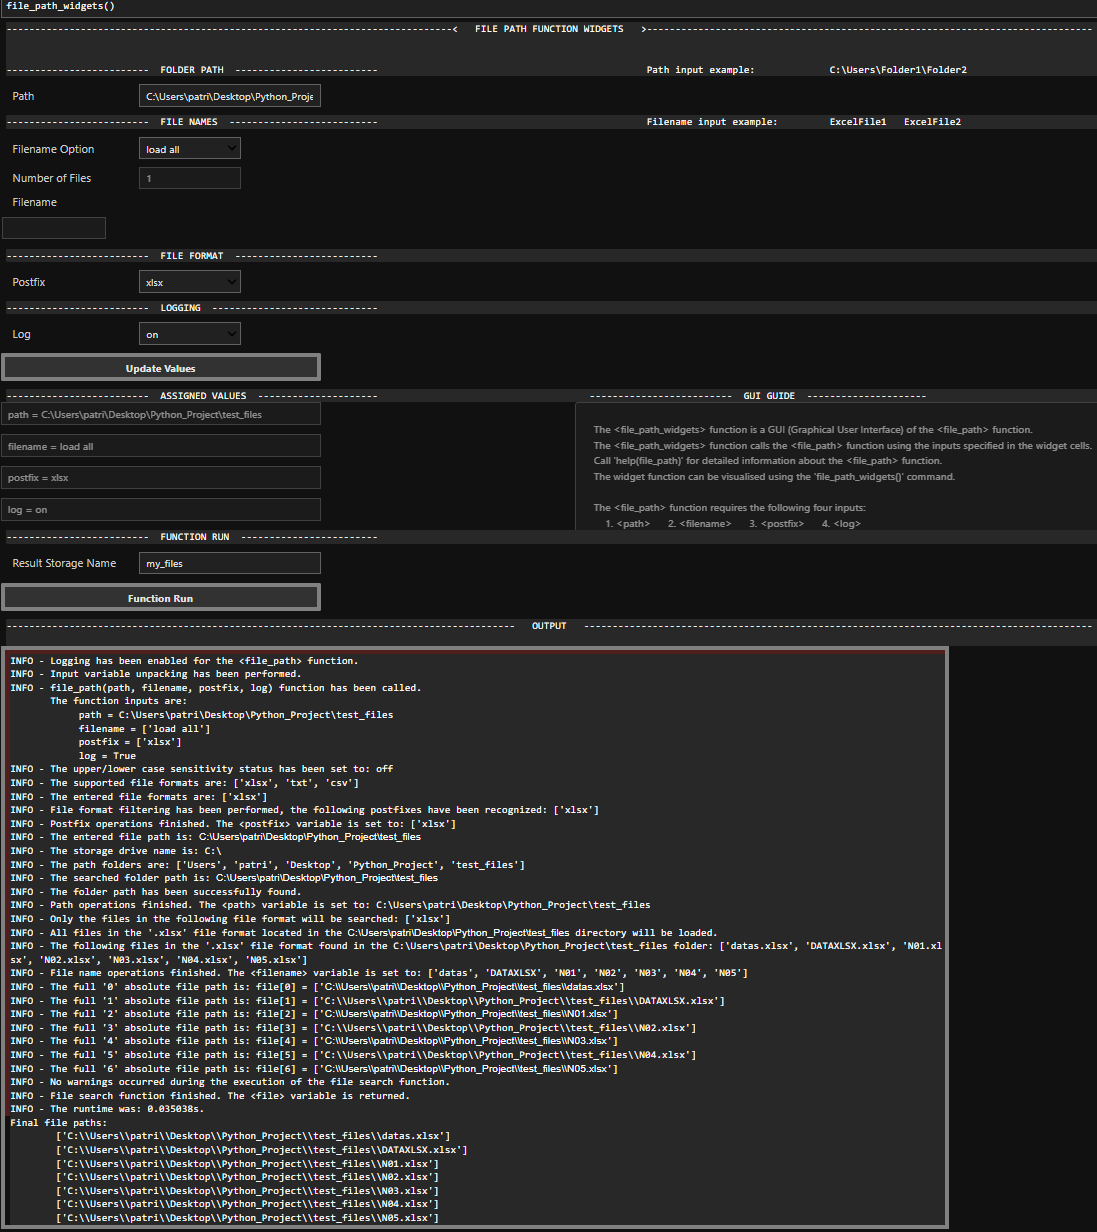 file_path_widgets()
-------------------------------------------------------------------------------< FILE PATH FUNCTION WIDGETS >-------------------------------------------------------------------------------
------------------------- FOLDER PATH ------------------------- Path input example: C:\Users\Folder1\Folder2
Path C:\Users\patri\Desktop\Python_Proje
------------------------- FILE NAMES -------------------------- Filename input example: ExcelFile1 ExcelFile2
Filename Option load all
Number of Files 1
Filename
------------------------- FILE FORMAT -------------------------
Postfix xlsx
------------------------- LOGGING -----------------------------
Log on
Update Values
------------------------- ASSIGNED VALUES --------------------- ------------------------- GUI GUIDE ---------------------
path = C:\Users\patri\Desktop\Python_Project\test_files
filename = load all
postfix = xlsx
log = on
The <file_path_widgets> function is a GUI (Graphical User Interface) of the <file_path> function.
The <file_path_widgets> function calls the <file_path> function using the inputs specified in the widget cells.
Call 'help(file_path)' for detailed information about the <file_path> function.
The widget function can be visualised using the 'file_path_widgets()' command.
The <file_path> function requires the following four inputs:
1. <path> 2. <filename> 3. <postfix> 4. <log>
------------------------- FUNCTION RUN ------------------------
Result Storage Name my_files
Function Run
----------------------------------------------------------------------------------------- OUTPUT -----------------------------------------------------------------------------------------
INFO - Logging has been enabled for the <file_path> function.
INFO - Input variable unpacking has been performed.
INFO - file_path(path, filename, postfix, log) function has been called.
The function inputs are:
path = C:\Users\patri\Desktop\Python_Project\test_files
filename = ['load all']
postfix = ['xlsx']
log = True
INFO - The upper/lower case sensitivity status has been set to: off
INFO - The supported file formats are: ['xlsx', 'txt', 'csv']
INFO - The entered file formats are: ['xlsx']
INFO - File format filtering has been performed, the following postfixes have been recognized: ['xlsx']
INFO - Postfix operations finished. The <postfix> variable is set to: ['xlsx']
INFO - The entered file path is: C:\Users\patri\Desktop\Python_Project\test_files
INFO - The storage drive name is: C:\
INFO - The path folders are: ['Users', 'patri', 'Desktop', 'Python_Project', 'test_files']
INFO - The searched folder path is: C:\Users\patri\Desktop\Python_Project\test_files
INFO - The folder path has been successfully found.
INFO - Path operations finished. The <path> variable is set to: C:\Users\patri\Desktop\Python_Project\test_files
INFO - Only the files in the following file format will be searched: ['xlsx']
INFO - All files in the '.xlsx' file format located in the C:\Users\patri\Desktop\Python_Project\test_files directory will be loaded.
INFO - The following files in the '.xlsx' file format found in the C:\Users\patri\Desktop\Python_Project\test_files folder: ['datas.xlsx', 'DATAXLSX.xlsx', 'N01.xl
sx', 'N02.xlsx', 'N03.xlsx', 'N04.xlsx', 'N05.xlsx']
INFO - File name operations finished. The <filename> variable is set to: ['datas', 'DATAXLSX', 'N01', 'N02', 'N03', 'N04', 'N05']
INFO - The full '0' absolute file path is: file[0] = ['C:\\Users\\patri\\Desktop\\Python_Project\\test_files\\datas.xlsx']
INFO - The full '1' absolute file path is: file[1] = ['C:\\Users\\patri\\Desktop\\Python_Project\\test_files\\DATAXLSX.xlsx']
INFO - The full '2' absolute file path is: file[2] = ['C:\\Users\\patri\\Desktop\\Python_Project\\test_files\\N01.xlsx']
INFO - The full '3' absolute file path is: file[3] = ['C:\\Users\\patri\\Desktop\\Python_Project\\test_files\\N02.xlsx']
INFO - The full '4' absolute file path is: file[4] = ['C:\\Users\\patri\\Desktop\\Python_Project\\test_files\\N03.xlsx']
INFO - The full '5' absolute file path is: file[5] = ['C:\\Users\\patri\\Desktop\\Python_Project\\test_files\\N04.xlsx']
INFO - The full '6' absolute file path is: file[6] = ['C:\\Users\\patri\\Desktop\\Python_Project\\test_files\\N05.xlsx']
INFO - No warnings occurred during the execution of the file search function.
INFO - File search function finished. The <file> variable is returned.
INFO - The runtime was: 0.035038s.
Final file paths:
['C:\\Users\\patri\\Desktop\\Python_Project\\test_files\\datas.xlsx']
['C:\\Users\\patri\\Desktop\\Python_Project\\test_files\\DATAXLSX.xlsx']
['C:\\Users\\patri\\Desktop\\Python_Project\\test_files\\N01.xlsx']
['C:\\Users\\patri\\Desktop\\Python_Project\\test_files\\N02.xlsx']
['C:\\Users\\patri\\Desktop\\Python_Project\\test_files\\N03.xlsx']
['C:\\Users\\patri\\Desktop\\Python_Project\\test_files\\N04.xlsx']
['C:\\Users\\patri\\Desktop\\Python_Project\\test_files\\N05.xlsx']